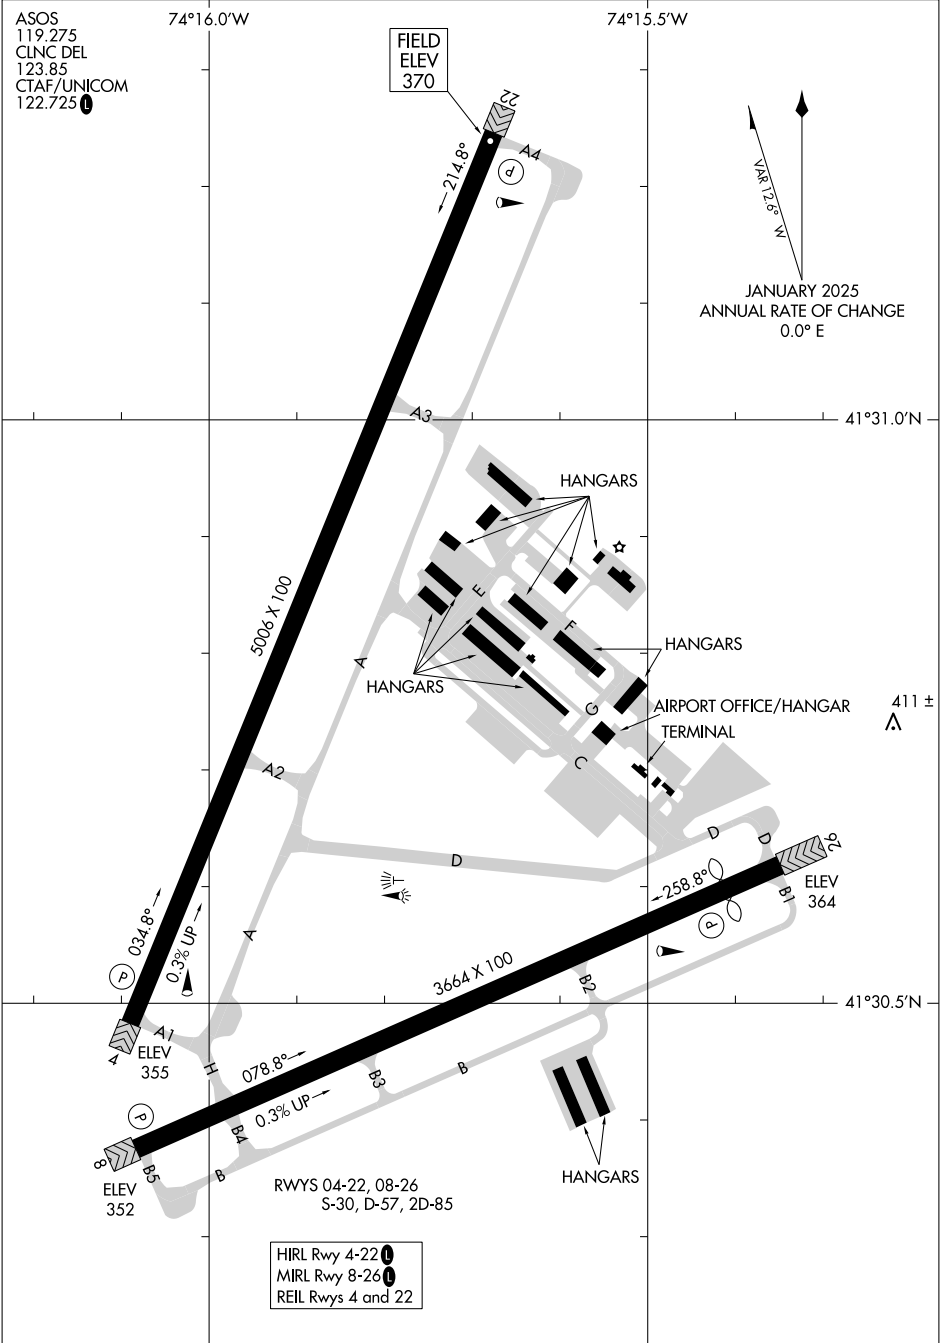 ASOS
119.275
CLNC DEL
123.85
CTAF/UNICOM
122.725 L
74°16.0'W
74°15.5'W
FIELD
ELEV
370
22
A4
P
214.8°
VAR 12.6° W
JANUARY 2025
ANNUAL RATE OF CHANGE
0.0° E
A3
41°31.0'N
HANGARS
5006 X 100
E
F
A
HANGARS
HANGARS
G
AIRPORT OFFICE/HANGAR
411 ±
TERMINAL
C
A2
D
D
D
26
ELEV
364
258.8°
B1
P
A
034.8°
0.3% UP
P
3664 X 100
B2
41°30.5'N
A1
4
ELEV
355
H
078.8°
B3
B
0.3% UP
P
B4
8
B5
B
ELEV
352
HANGARS
RWYS 04-22, 08-26
S-30, D-57, 2D-85
HIRL Rwy 4-22 L
MIRL Rwy 8-26 L
REIL Rwys 4 and 22